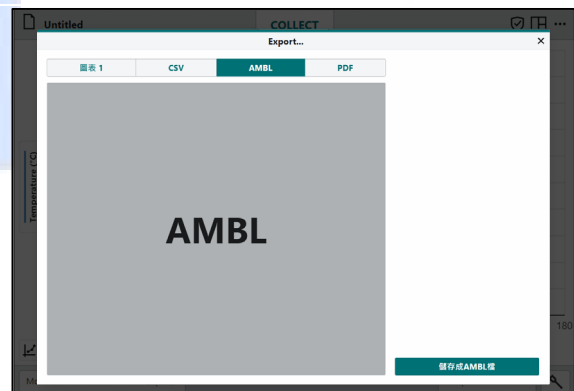 Untitled
COLLECT
Export...
圖表 1
CSV
AMBL
PDF
Temperature (°C)
AMBL
180
儲存成AMBL檔